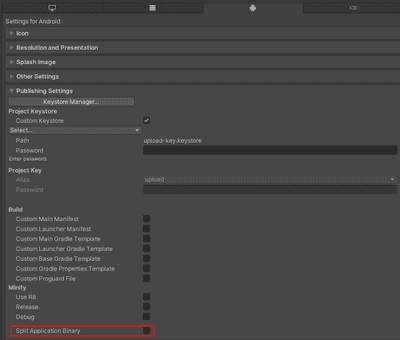 iOS
Settings for Android
Icon
Resolution and Presentation
Splash Image
Other Settings
Publishing Settings
Keystore Manager...
Project Keystore
Custom Keystore
Select...
Path upload-key.keystore
Password
Enter password.
Project Key
Alias upload
Password
Build
Custom Main Manifest
Custom Launcher Manifest
Custom Main Gradle Template
Custom Launcher Gradle Template
Custom Base Gradle Template
Custom Gradle Properties Template
Custom Proguard File
Minify
Use R8
Release
Debug
Split Application Binary